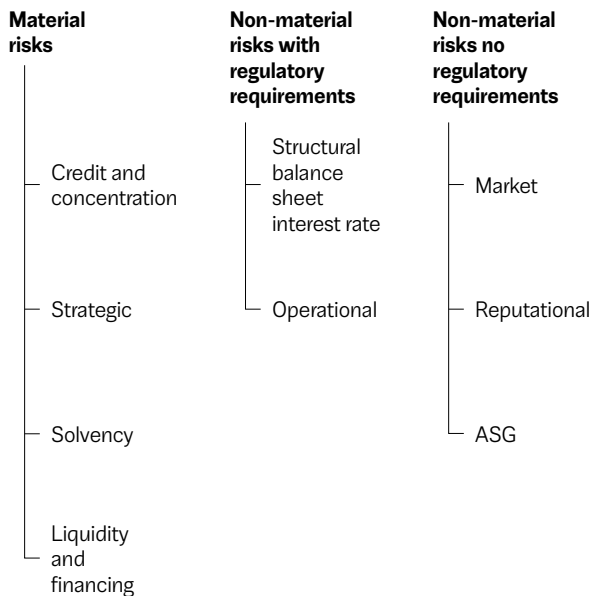 Material
risks
Credit and
concentration
Strategic
Solvency
Liquidity
and
financing
Non-material
risks with
regulatory
requirements
Structural
balance
sheet
interest rate
Operational
Non-material
risks no
regulatory
requirements
Market
Reputational
ASG